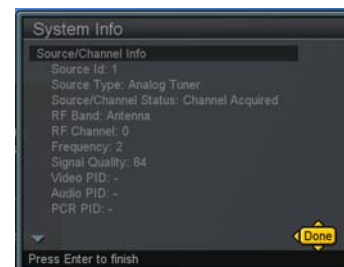 System Info
Source/Channel Info
Source Id: 1
Source Type: Analog Tuner
Source/Channel Status: Channel Acquired
RF Band: Antenna
RF Channel: 0
Frequency: 2
Signal Quality: 84
Video PID: -
Audio PID: -
PCR PID: -
Done
Press Enter to finish